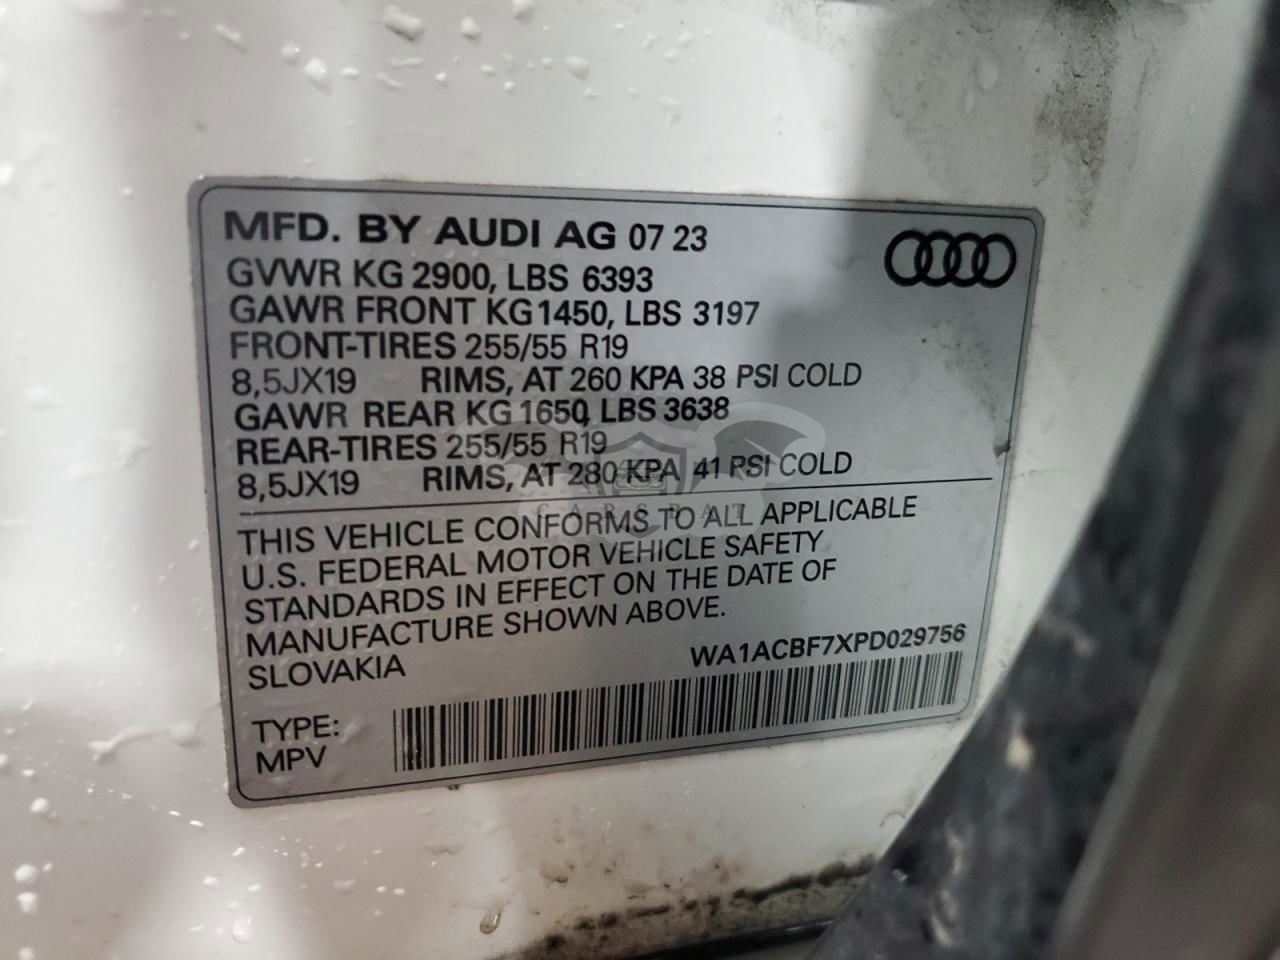 MFD. BY AUDI AG 07 23
GVWR KG 2900, LBS 6393
GAWR FRONT KG1450, LBS 3197
FRONT-TIRES 255/55 R19
8,5JX19 RIMS, AT 260 KPA 38 PSI COLD
GAWR REAR KG 1650, LBS 3638
REAR-TIRES 255/55 R19
8,5JX19 RIMS, AT 280 KPA 41 PSI COLD
CARSBAT
THIS VEHICLE CONFORMS TO ALL APPLICABLE
U.S. FEDERAL MOTOR VEHICLE SAFETY
STANDARDS IN EFFECT ON THE DATE OF
MANUFACTURE SHOWN ABOVE.
SLOVAKIA WA1ACBF7XPD029756
TYPE:
MPV